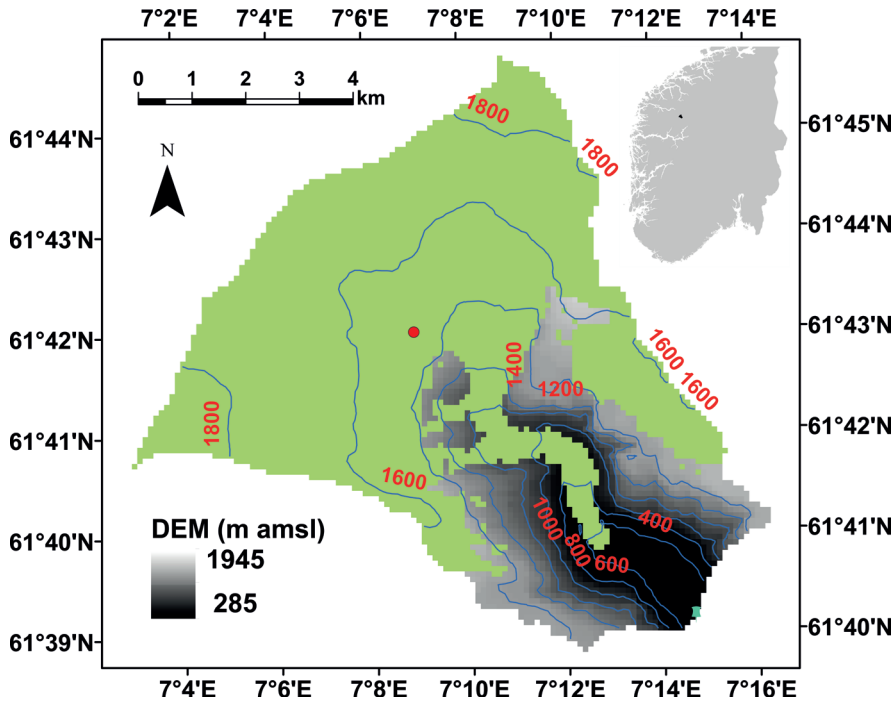 7°2'E 7°4'E 7°6'E 7°8'E 7°10'E 7°12'E 7°14'E
0 1 2 3 4
km
N
61°44'N
61°43'N
61°42'N
61°41'N
61°40'N
61°39'N
61°45'N
61°44'N
61°43'N
61°42'N
61°41'N
61°40'N
1800
1800
1600
1600
1400
1200
1800
1600
400
1000
800
600
DEM (m amsl)
1945
285
7°4'E 7°6'E 7°8'E 7°10'E 7°12'E 7°14'E 7°16'E